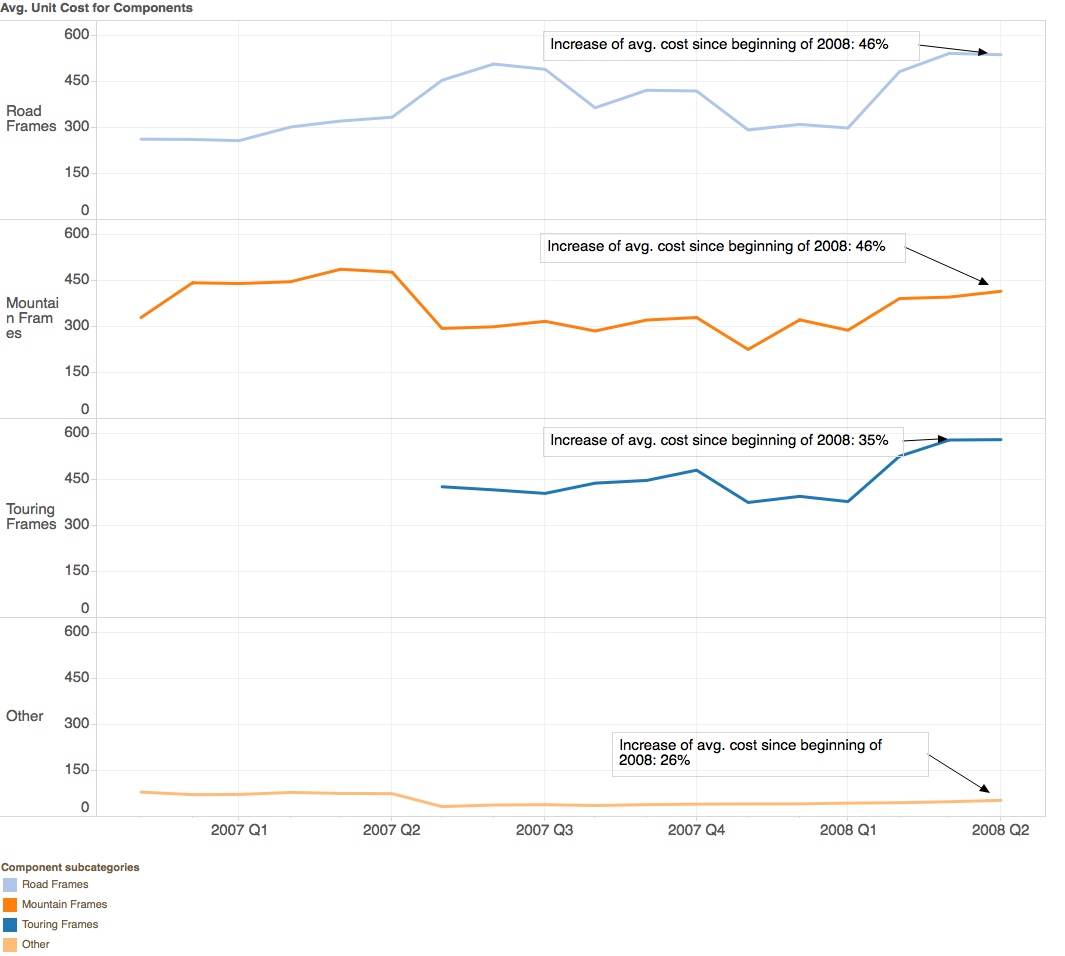 Avg. Unit Cost for Components
600
Increase of avg. cost since beginning of 2008: 46%
450
Road
Frames
300
150
0
600
Increase of avg. cost since beginning of 2008: 46%
450
Mountai
n Fram
es
300
150
0
600
Increase of avg. cost since beginning of 2008: 35%
450
Touring
Frames
300
150
0
600
450
Other
300
Increase of avg. cost since beginning of
2008: 26%
150
0
2007 Q1 2007 Q2 2007 Q3 2007 Q4 2008 Q1 2008 Q2
Component subcategories
Road Frames
Mountain Frames
Touring Frames
Other